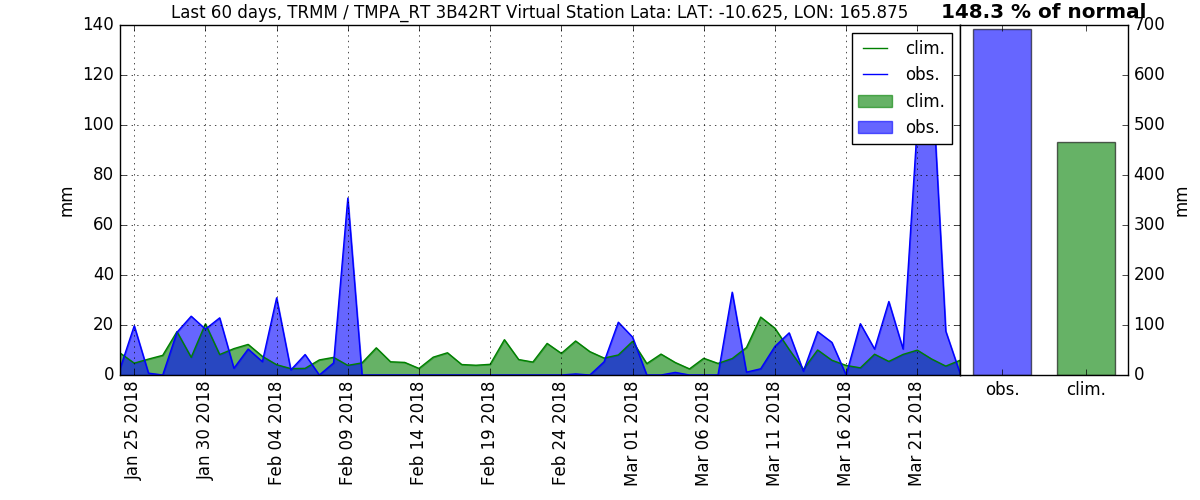 Last 60 days, TRMM / TMPA_RT 3B42RT Virtual Station Lata: LAT: -10.625, LON: 165.875
148.3 % of normal
140
120
100
80
60
40
20
0
mm
clim.
obs.
clim.
obs.
700
600
500
400
300
200
100
0
mm
Jan 25 2018
Jan 30 2018
Feb 04 2018
Feb 09 2018
Feb 14 2018
Feb 19 2018
Feb 24 2018
Mar 01 2018
Mar 06 2018
Mar 11 2018
Mar 16 2018
Mar 21 2018
obs.
clim.